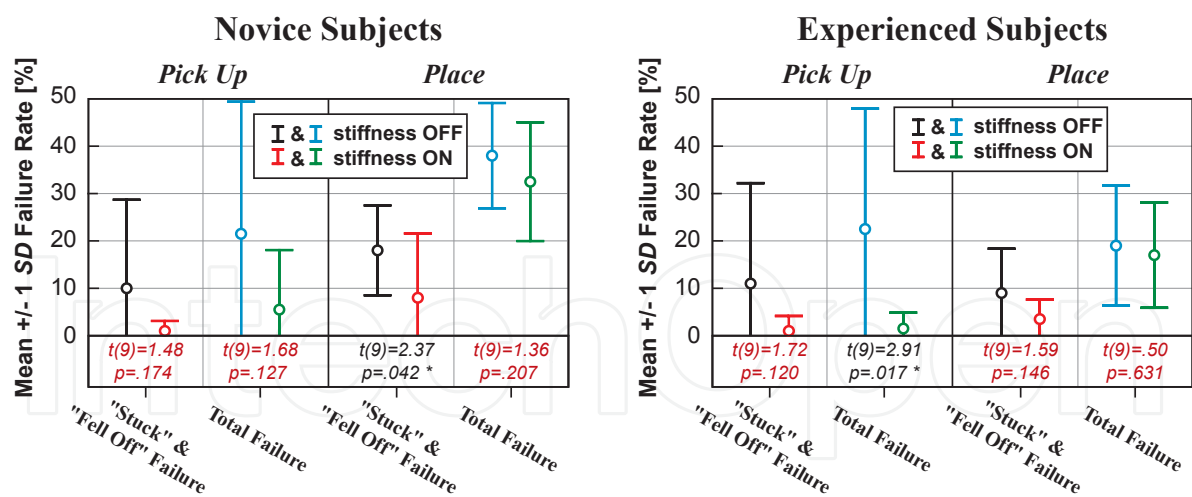 Novice Subjects
Pick Up
Place
Mean +/- 1 SD Failure Rate [%]
50
40
30
20
10
0
& stiffness OFF
& stiffness ON
t(9)=1.48
p=.174
t(9)=1.68
p=.127
t(9)=2.37
p=.042 *
t(9)=1.36
p=.207
"Stuck" &
"Fell Off" Failure
Total Failure
"Stuck" &
"Fell Off" Failure
Total Failure
Experienced Subjects
Pick Up
Place
Mean +/- 1 SD Failure Rate [%]
50
40
30
20
10
0
& stiffness OFF
& stiffness ON
t(9)=1.72
p=.120
t(9)=2.91
p=.017 *
t(9)=1.59
p=.146
t(9)=.50
p=.631
"Stuck" &
"Fell Off" Failure
Total Failure
"Stuck" &
"Fell Off" Failure
Total Failure
IntechOpen